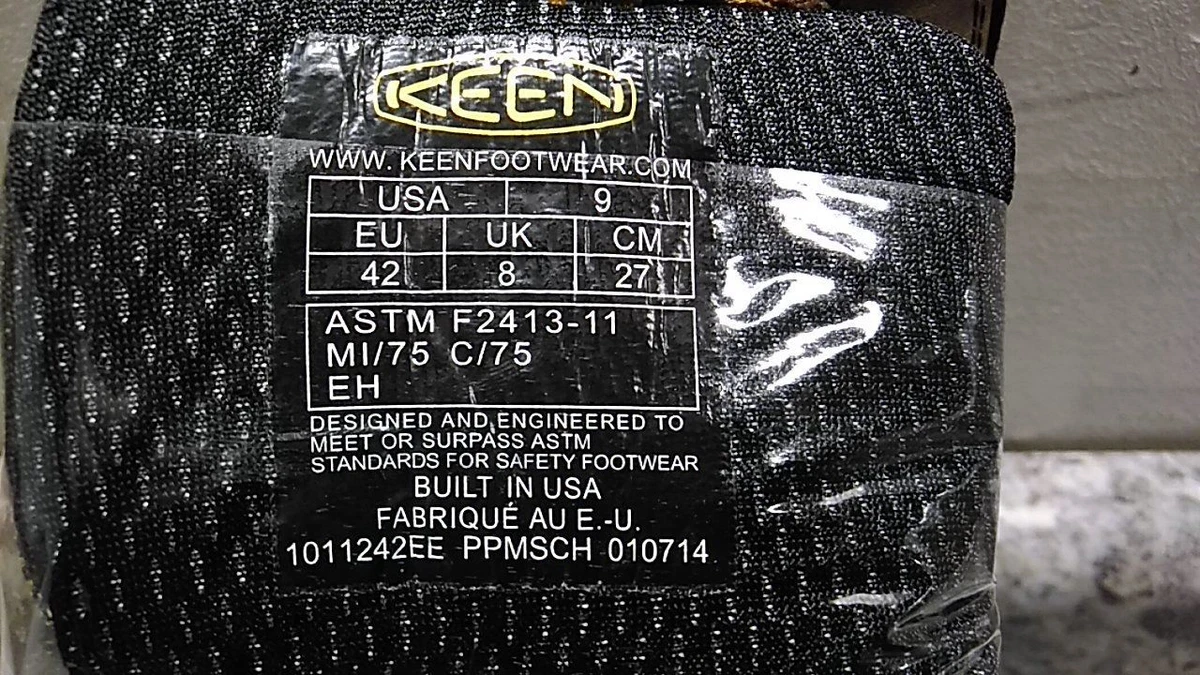 KEEN
WWW.KEENFOOTWEAR.COM
USA 9
EU UK CM
42 8 27
ASTM F2413-11
MI/75 C/75
EH
DESIGNED AND ENGINEERED TO
MEET OR SURPASS ASTM
STANDARDS FOR SAFETY FOOTWEAR
BUILT IN USA
FABRIQUÉ AU E.-U.
1011242EE PPMSCH 010714